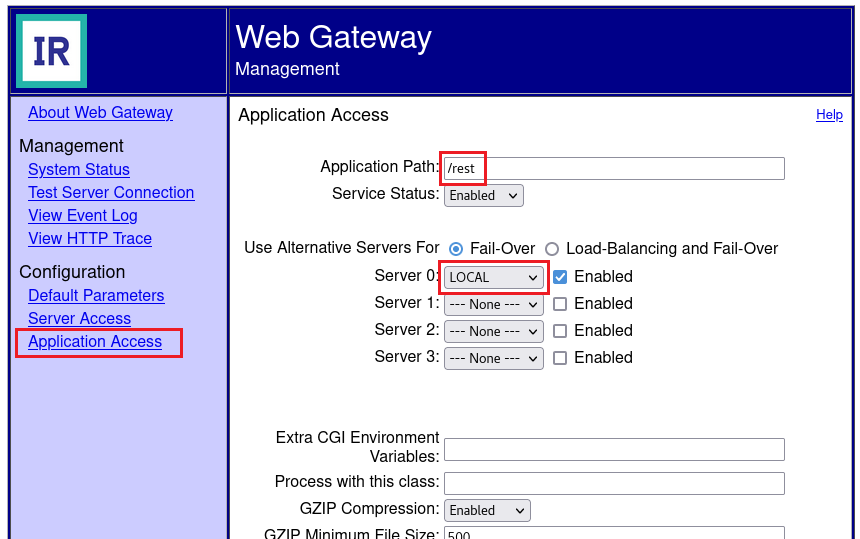 IR
Web Gateway
Management
About Web Gateway
Management
System Status
Test Server Connection
View Event Log
View HTTP Trace
Configuration
Default Parameters
Server Access
Application Access
Application Access
Help
Application Path: /rest
Service Status: Enabled
Use Alternative Servers For Fail-Over Load-Balancing and Fail-Over
Server 0: LOCAL Enabled
Server 1: --- None --- Enabled
Server 2: --- None --- Enabled
Server 3: --- None --- Enabled
Extra CGI Environment
Variables:
Process with this class:
GZIP Compression: Enabled
GZIP Minimum File Size: 500